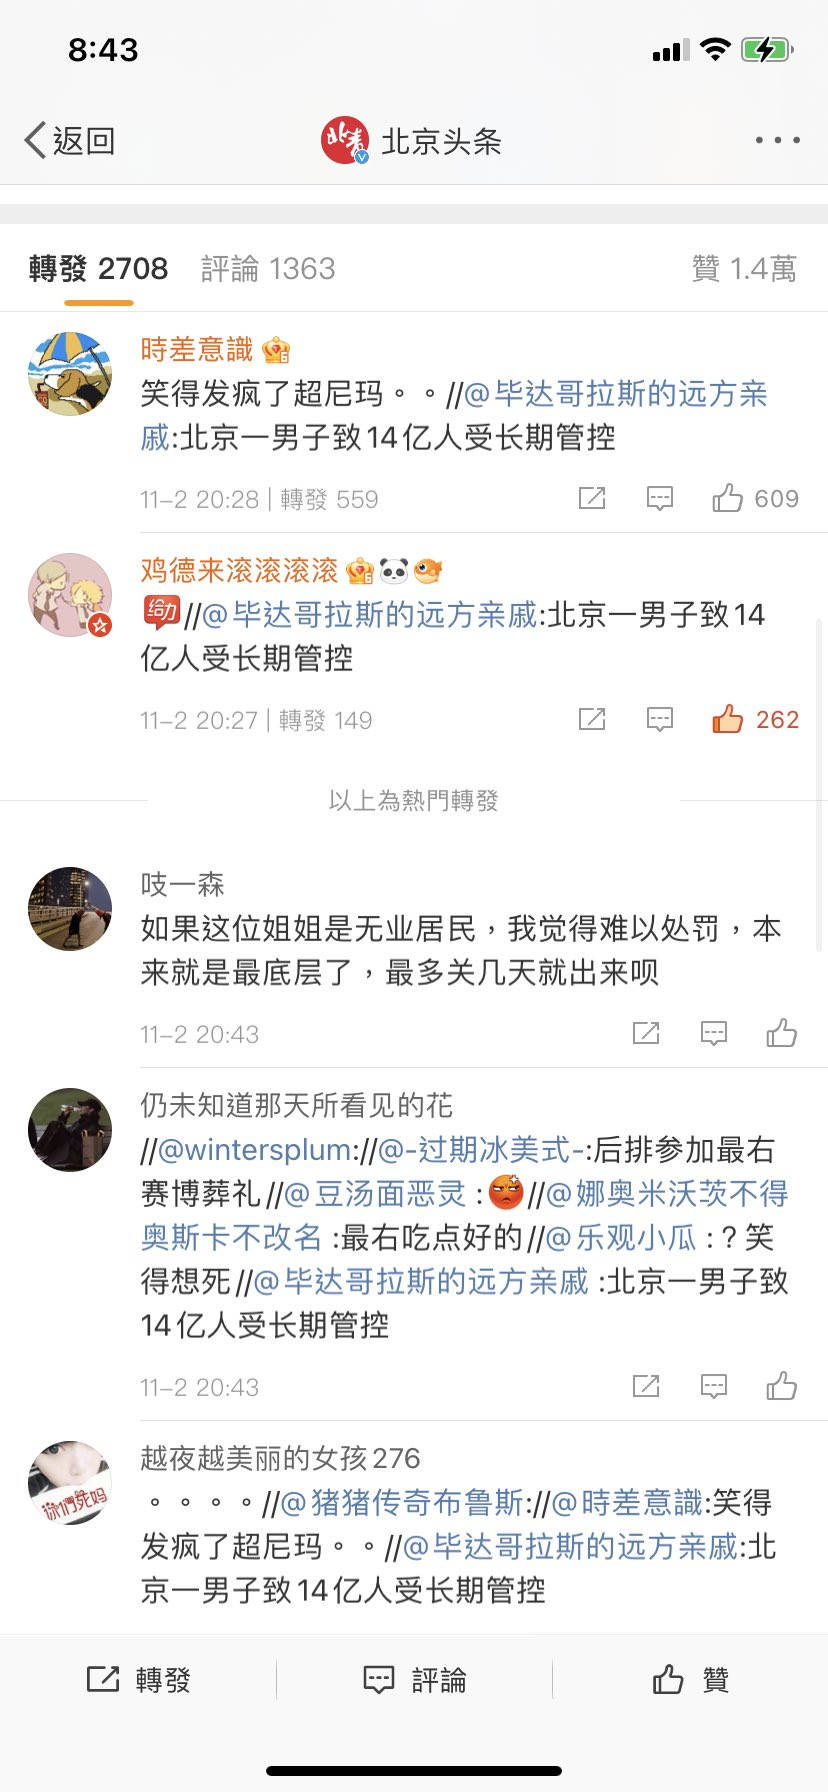 8:43
返回
北青
北京头条
轉發 2708 評論 1363 贊 1.4萬
時差意識
笑得发疯了超尼玛。。//@毕达哥拉斯的远方亲
戚:北京一男子致14亿人受长期管控
11-2 20:28 | 轉發 559 609
鸡德来滚滚滚滚
给力//@毕达哥拉斯的远方亲戚:北京一男子致14
亿人受长期管控
11-2 20:27 | 轉發 149 262
以上為熱門轉發
吱一森
如果这位姐姐是无业居民，我觉得难以处罚，本
来就是最底层了，最多关几天就出来呗
11-2 20:43
仍未知道那天所看见的花
//@wintersplum://@-过期冰美式-:后排参加最右
赛博葬礼//@豆汤面恶灵 ://@娜奥米沃茨不得
奥斯卡不改名 :最右吃点好的//@乐观小瓜 :？笑
得想死//@毕达哥拉斯的远方亲戚 :北京一男子致
14亿人受长期管控
11-2 20:43
你們死妈
越夜越美丽的女孩276
。。。。//@猪猪传奇布鲁斯://@時差意識:笑得
发疯了超尼玛。。//@毕达哥拉斯的远方亲戚:北
京一男子致14亿人受长期管控
轉發 評論 贊